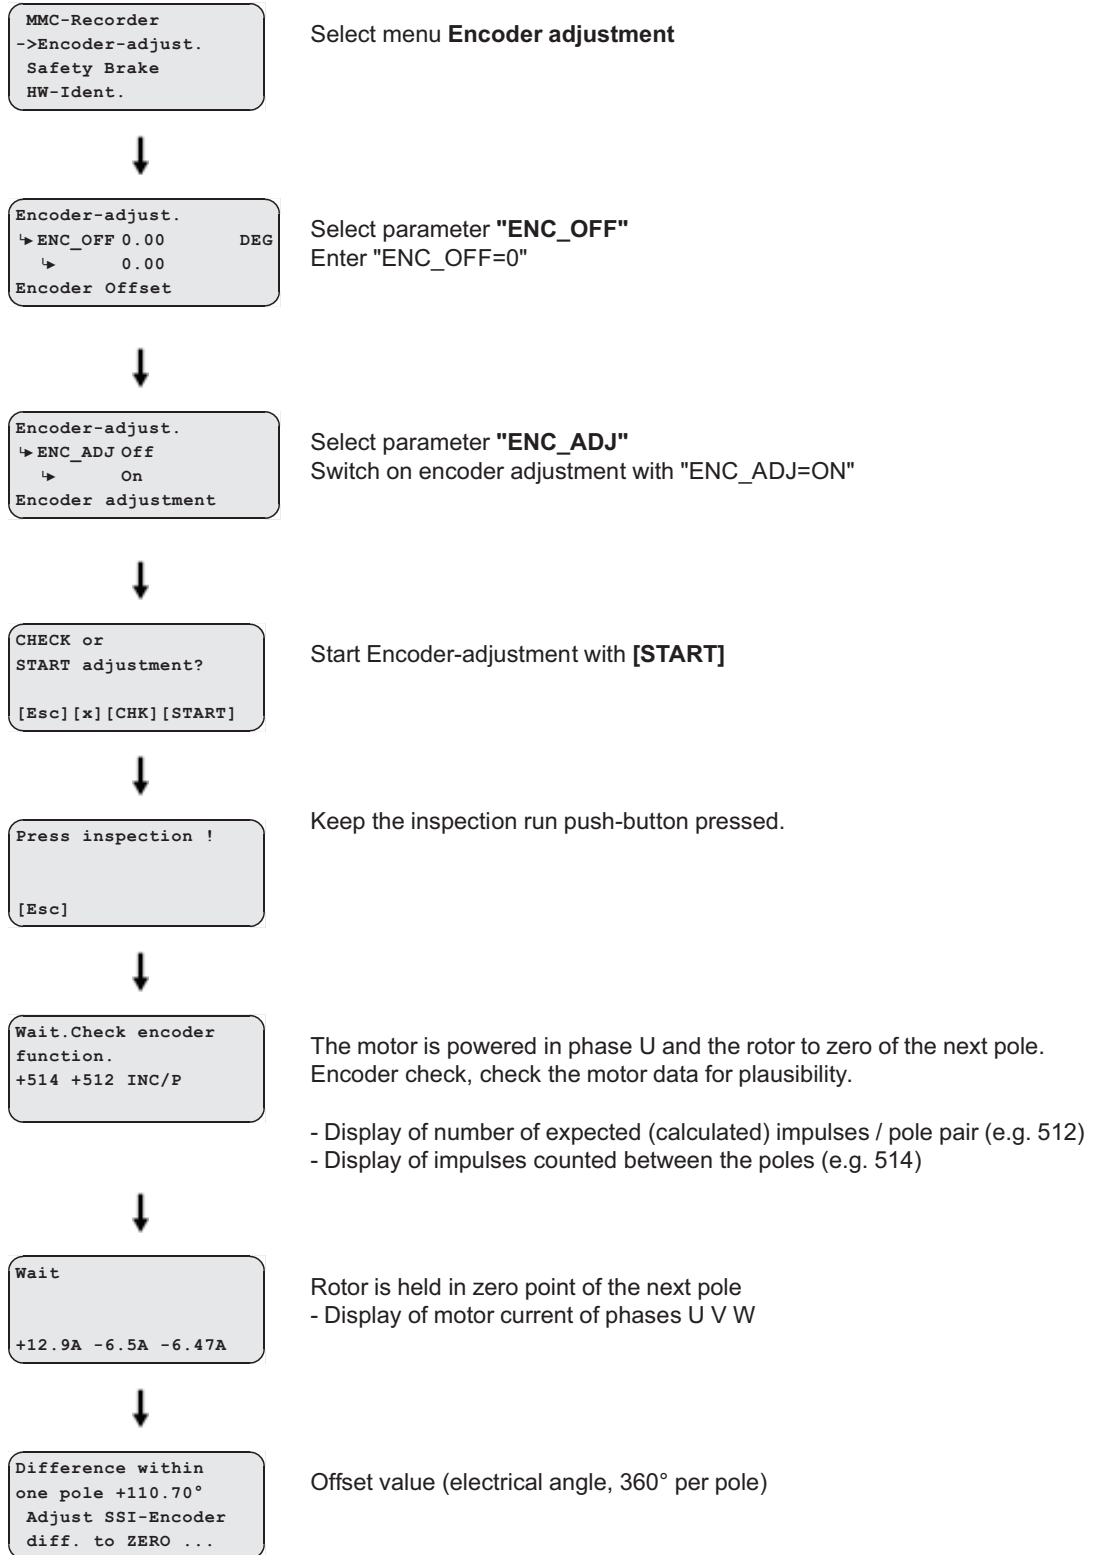 MMC-Recorder
->Encoder-adjust.
Safety Brake
HW-Ident.
Select menu Encoder adjustment
Encoder-adjust.
↳ENC_OFF 0.00 DEG
↳ 0.00
Encoder Offset
Select parameter "ENC_OFF"
Enter "ENC_OFF=0"
Encoder-adjust.
↳ENC_ADJ Off
↳ On
Encoder adjustment
Select parameter "ENC_ADJ"
Switch on encoder adjustment with "ENC_ADJ=ON"
CHECK or
START adjustment?
[Esc][x][CHK][START]
Start Encoder-adjustment with [START]
Press inspection !
[Esc]
Keep the inspection run push-button pressed.
Wait.Check encoder
function.
+514 +512 INC/P
The motor is powered in phase U and the rotor to zero of the next pole.
Encoder check, check the motor data for plausibility.
- Display of number of expected (calculated) impulses / pole pair (e.g. 512)
- Display of impulses counted between the poles (e.g. 514)
Wait
+12.9A -6.5A -6.47A
Rotor is held in zero point of the next pole
- Display of motor current of phases U V W
Difference within
one pole +110.70°
Adjust SSI-Encoder
diff. to ZERO ...
Offset value (electrical angle, 360° per pole)